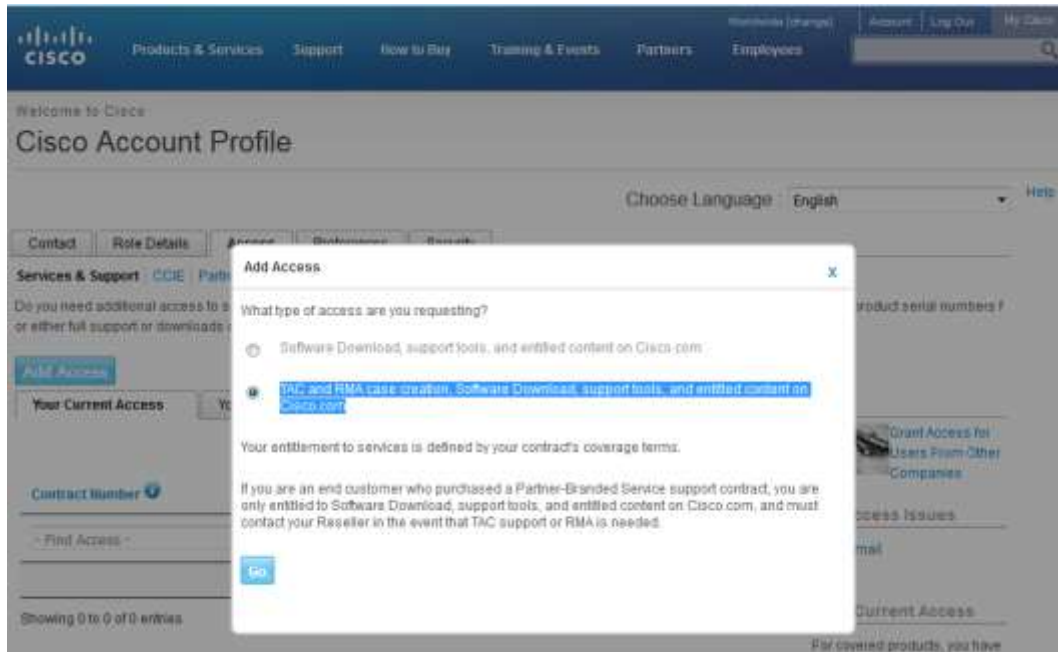 Worldwide [change]
Account
Log Out
My Cisco
CISCO
Products & Services
Support
How to Buy
Training & Events
Partners
Employees
Welcome to Cisco
Cisco Account Profile
Choose Language
English
Help
Contact
Role Details
Access
Preferences
Security
Services & Support
CCIE
Do you need additional access to s
product serial numbers f
or either full support or downloads
Add Access
Your Current Access
Yo
Add Access
x
What type of access are you requesting?
Software Download, support tools, and entitled content on Cisco.com
TAC and RMA case creation, Software Download, support tools, and entitled content on
Cisco.com
Your entitlement to services is defined by your contract's coverage terms.
If you are an end customer who purchased a Partner-Branded Service support contract, you are
only entitled to Software Download, support tools, and entitled content on Cisco.com, and must
contact your Reseller in the event that TAC support or RMA is needed.
Go
Contract Number
- Find Access -
Showing 0 to 0 of 0 entries
Grant Access for
Users From Other
Companies
ccess Issues
mail
Current Access
For covered products, you have